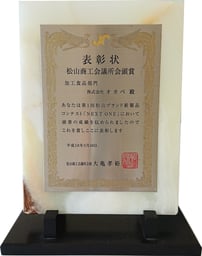 表彰状
松山商工会議所会頭賞
加工食品部門
株式会社 オカベ 殿
あなたは第1回松山ブランド新製品
コンテスト「NEXT ONE」において
頭書の成績を収められましたので
これを賞しここに表彰します
松山商工会議所会頭 大亀孝裕